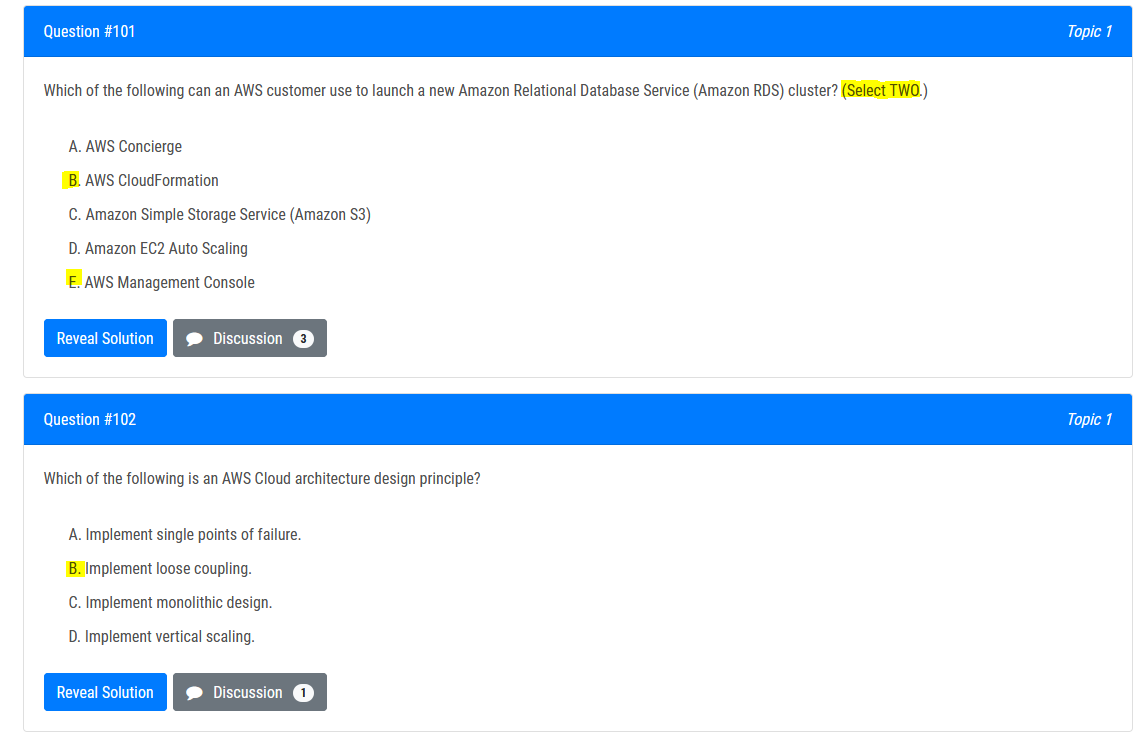 Question #101 Topic 1
Which of the following can an AWS customer use to launch a new Amazon Relational Database Service (Amazon RDS) cluster? (Select TWO.)
A. AWS Concierge
B. AWS CloudFormation
C. Amazon Simple Storage Service (Amazon S3)
D. Amazon EC2 Auto Scaling
E. AWS Management Console
Reveal Solution Discussion 3
Question #102 Topic 1
Which of the following is an AWS Cloud architecture design principle?
A. Implement single points of failure.
B. Implement loose coupling.
C. Implement monolithic design.
D. Implement vertical scaling.
Reveal Solution Discussion 1